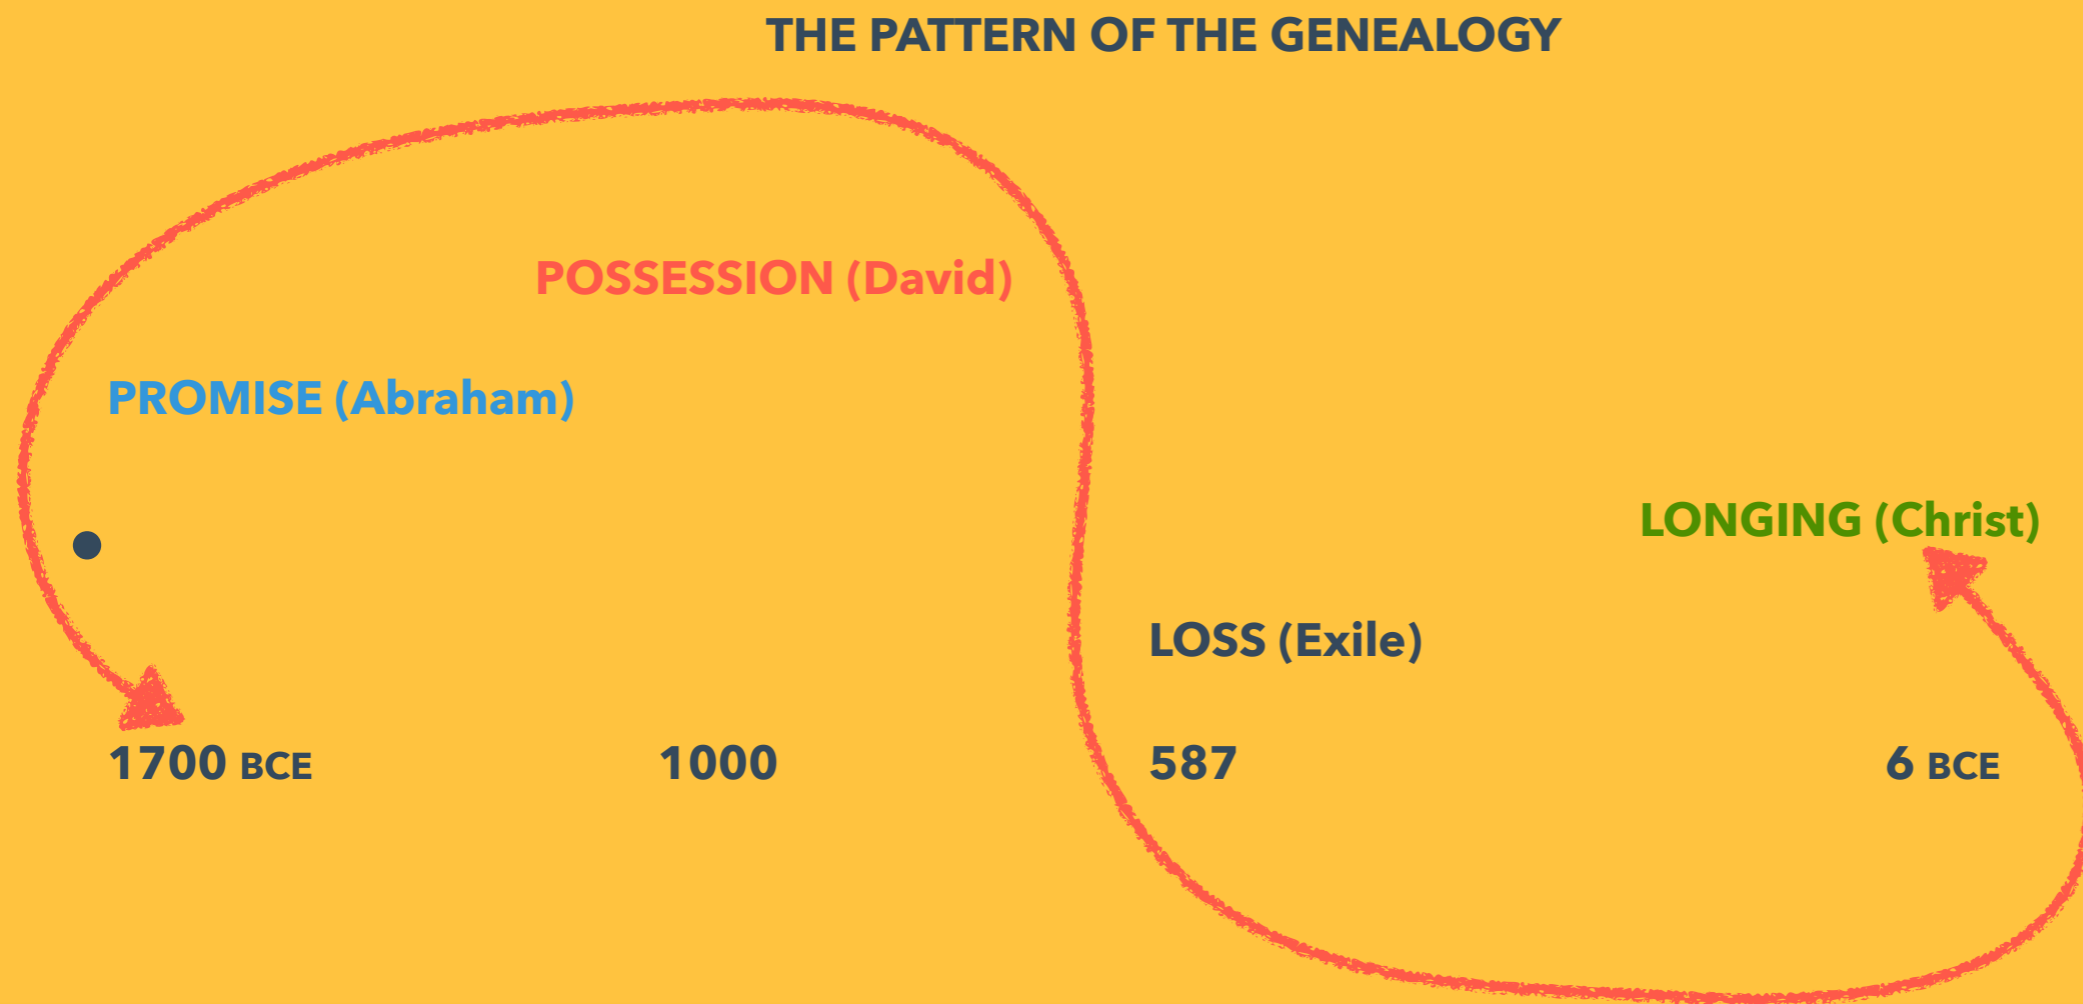 THE PATTERN OF THE GENEALOGY
POSSESSION (David)
PROMISE (Abraham)
LONGING (Christ)
LOSS (Exile)
1700 BCE 1000 587 6 BCE